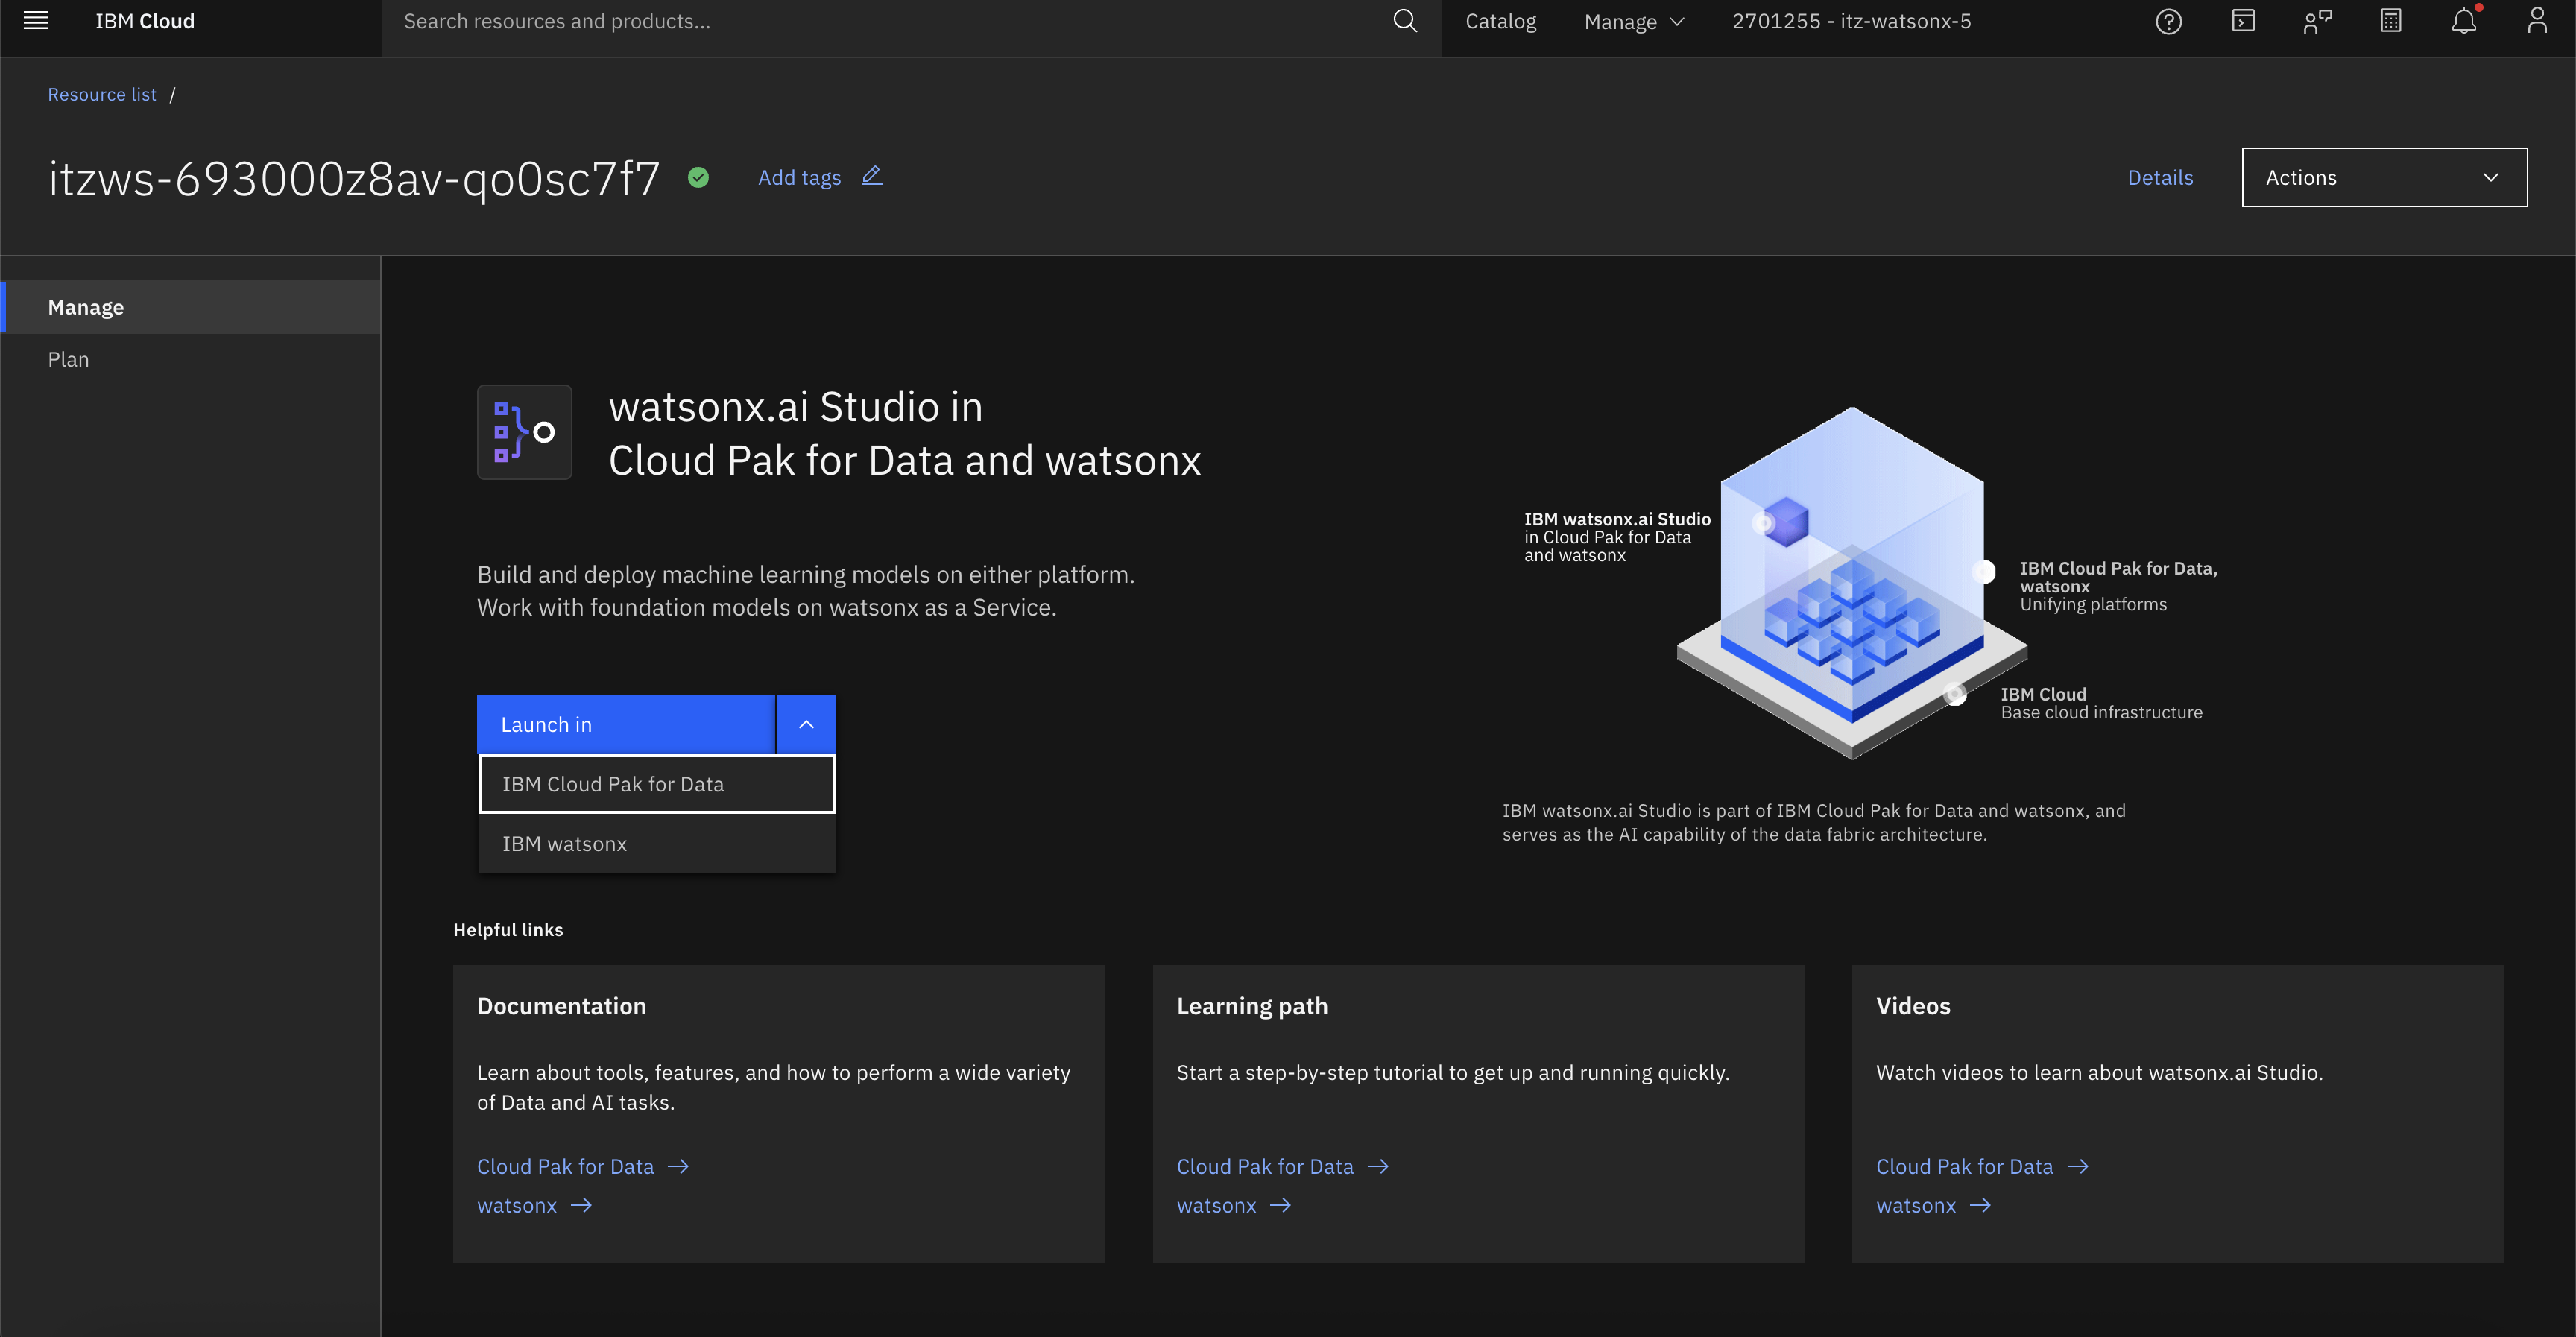 IBM Cloud
Search resources and products...
Catalog
Manage
2701255 - itz-watsonx-5
Resource list /
itzws-693000z8av-qo0sc7f7
Add tags
Details
Actions
Manage
Plan
watsonx.ai Studio in
Cloud Pak for Data and watsonx
Build and deploy machine learning models on either platform.
Work with foundation models on watsonx as a Service.
Launch in
IBM Cloud Pak for Data
IBM watsonx
IBM watsonx.ai Studio
in Cloud Pak for Data
and watsonx
IBM Cloud Pak for Data,
watsonx
Unifying platforms
IBM Cloud
Base cloud infrastructure
IBM watsonx.ai Studio is part of IBM Cloud Pak for Data and watsonx, and
serves as the AI capability of the data fabric architecture.
Helpful links
Documentation
Learn about tools, features, and how to perform a wide variety
of Data and AI tasks.
Cloud Pak for Data
watsonx
Learning path
Start a step-by-step tutorial to get up and running quickly.
Cloud Pak for Data
watsonx
Videos
Watch videos to learn about watsonx.ai Studio.
Cloud Pak for Data
watsonx